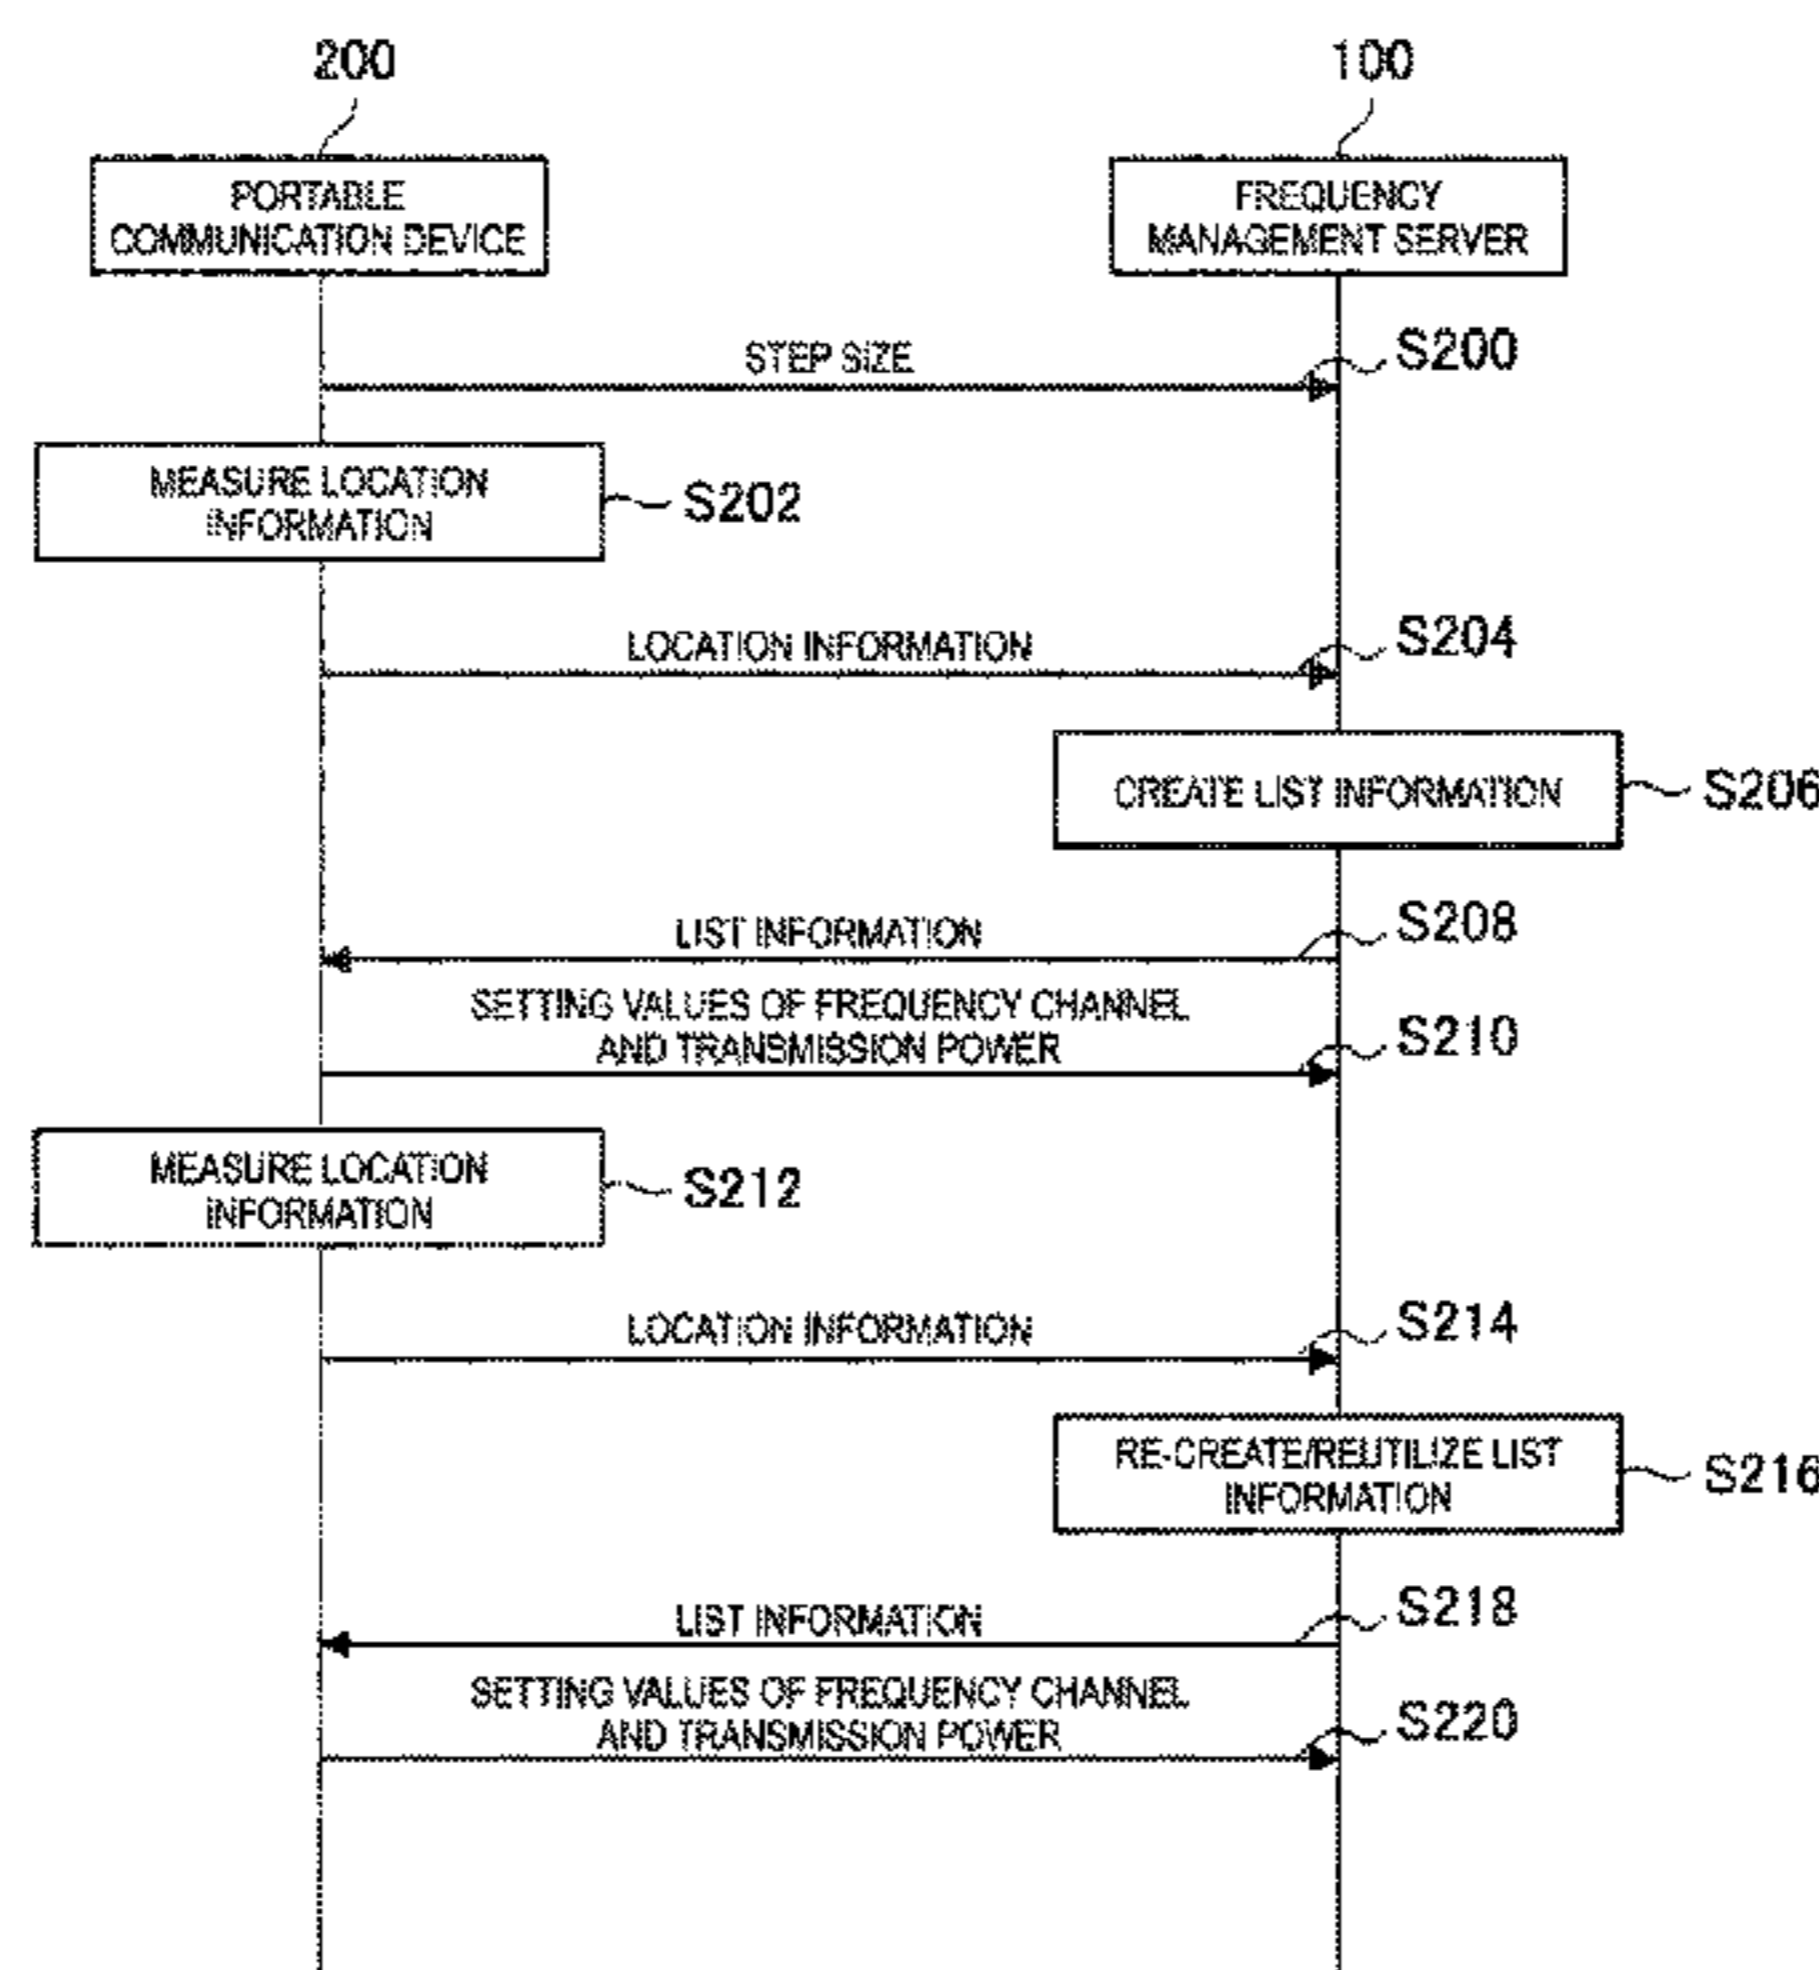 200
100
PORTABLE
COMMUNICATION DEVICE
FREQUENCY
MANAGEMENT SERVER
STEP SIZE
S200
MEASURE LOCATION
INFORMATION
S202
LOCATION INFORMATION
S204
CREATE LIST INFORMATION
S206
LIST INFORMATION
S208
SETTING VALUES OF FREQUENCY CHANNEL
AND TRANSMISSION POWER
S210
MEASURE LOCATION
INFORMATION
S212
LOCATION INFORMATION
S214
RE-CREATE/REUTILIZE LIST
INFORMATION
S216
LIST INFORMATION
S218
SETTING VALUES OF FREQUENCY CHANNEL
AND TRANSMISSION POWER
S220